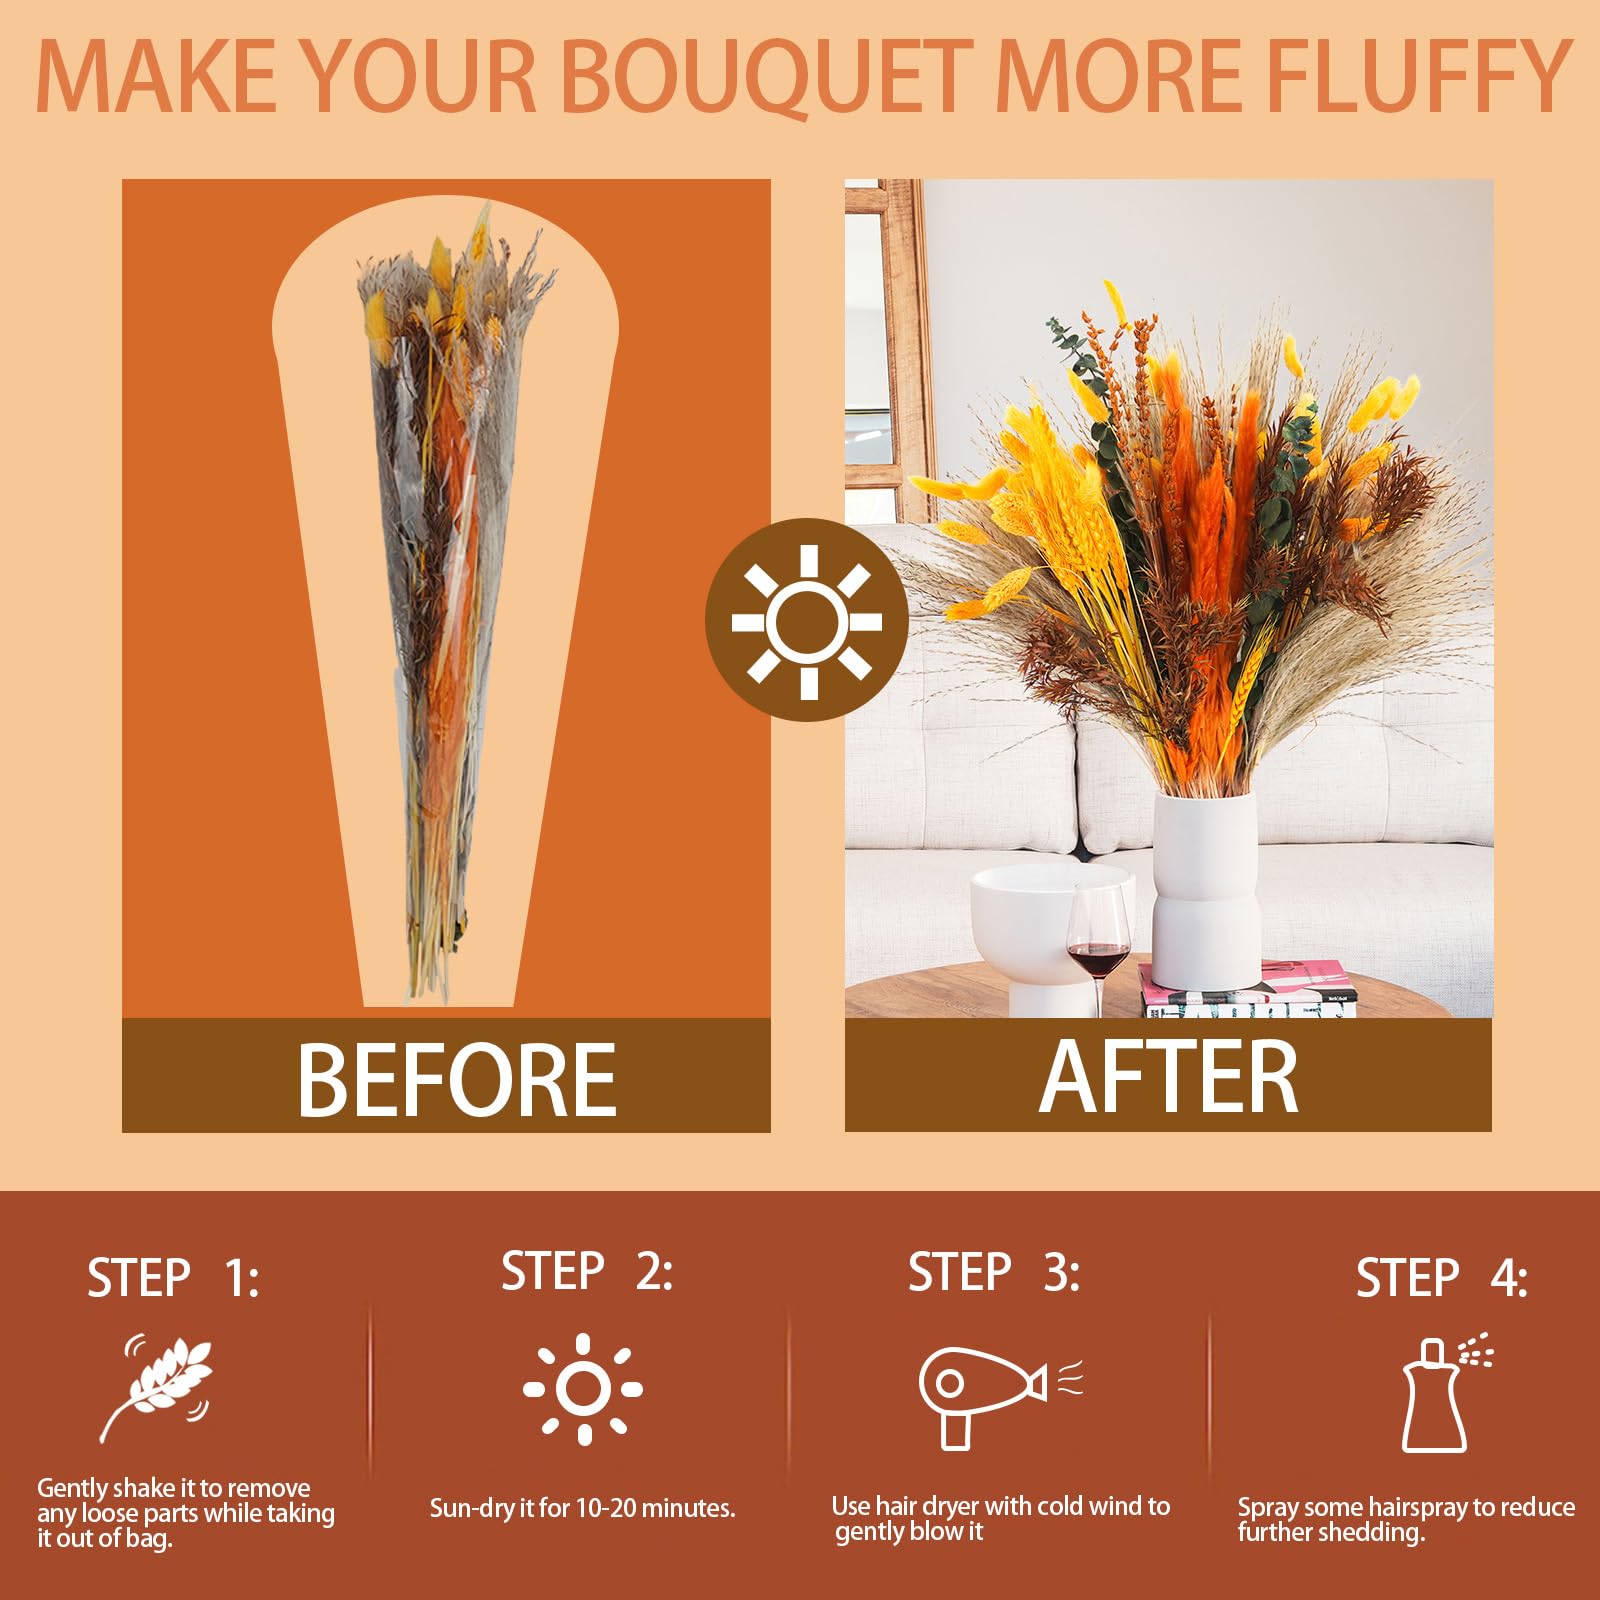 MAKE YOUR BOUQUET MORE FLUFFY
BEFORE
AFTER
STEP 1:
Gently shake it to remove
any loose parts while taking
it out of bag.
STEP 2:
Sun-dry it for 10-20 minutes.
STEP 3:
Use hair dryer with cold wind to
gently blow it
STEP 4:
Spray some hairspray to reduce
further shedding.